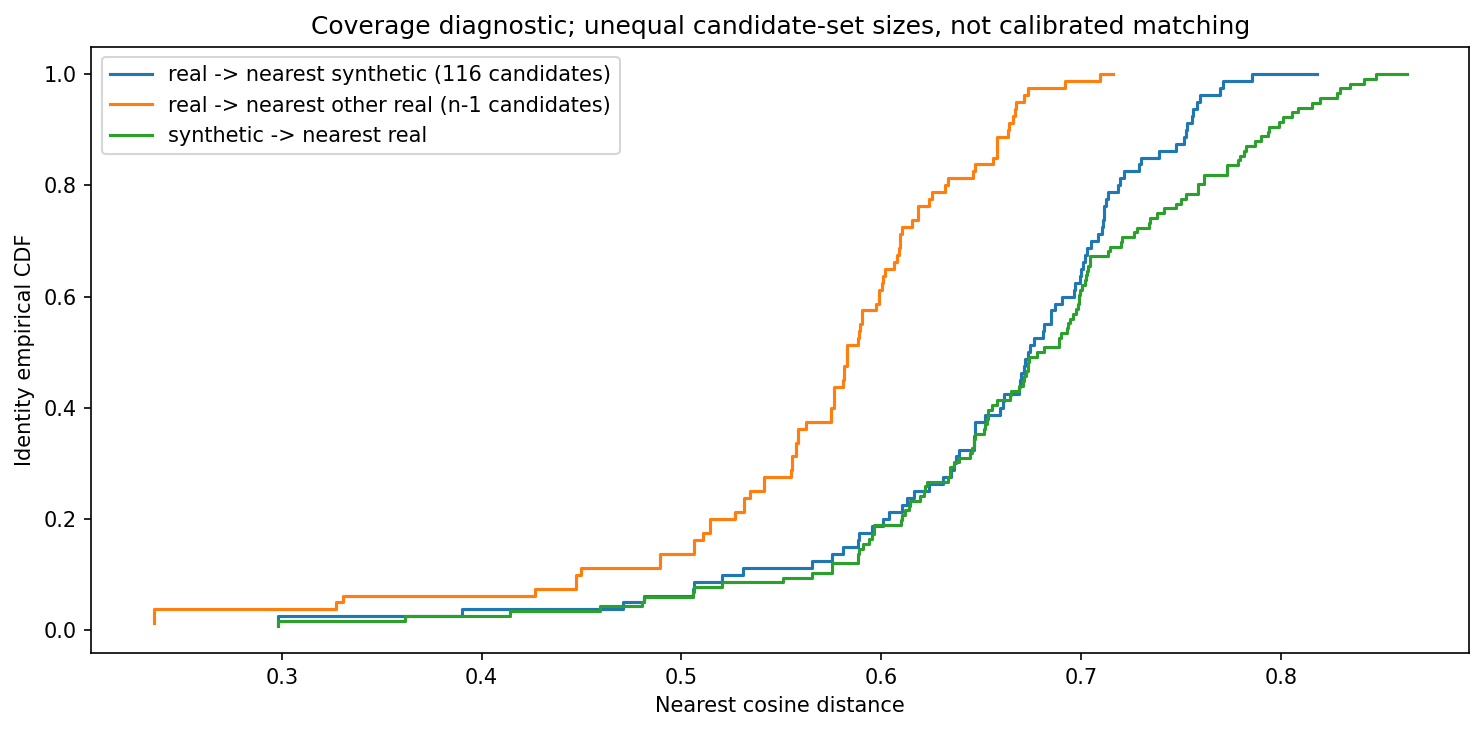 Coverage diagnostic; unequal candidate-set sizes, not calibrated matching
real -> nearest synthetic (116 candidates)
real -> nearest other real (n-1 candidates)
synthetic -> nearest real
Identity empirical CDF
1.0
0.8
0.6
0.4
0.2
0.0
0.3
0.4
0.5
0.6
0.7
0.8
Nearest cosine distance